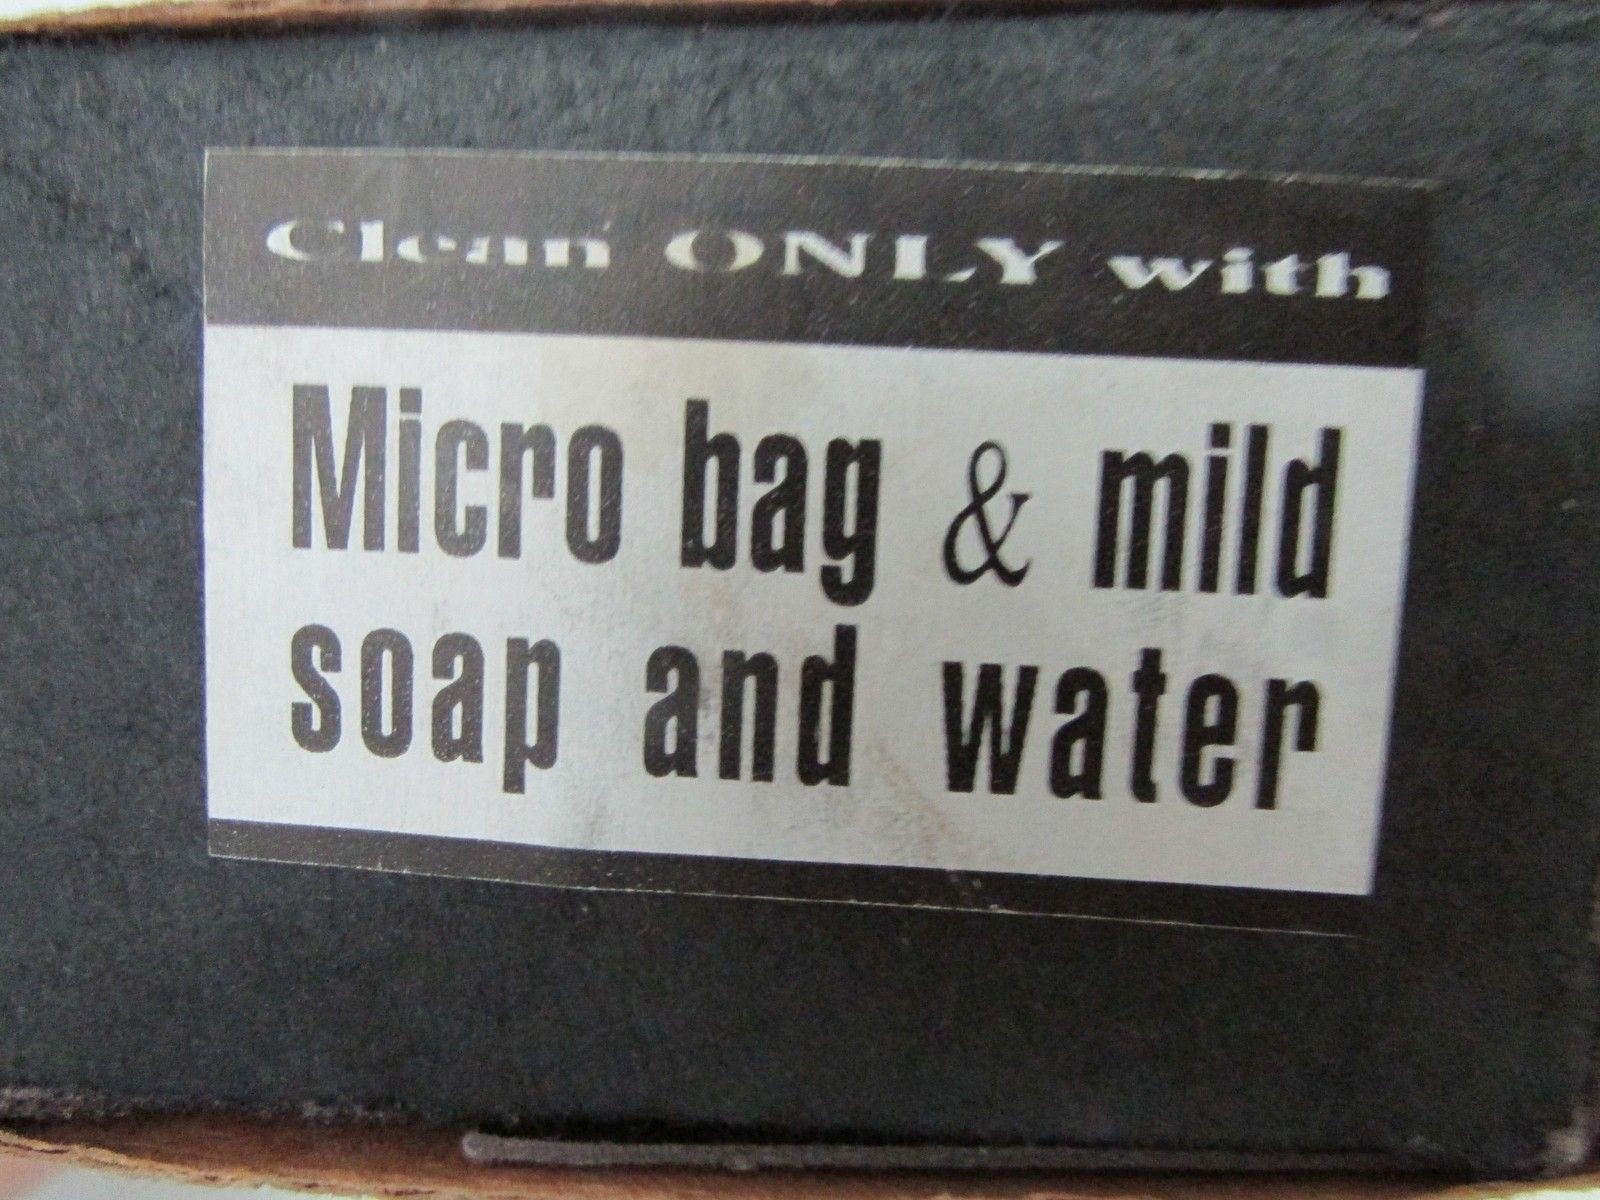 Clean ONLY with
Micro bag & mild
soap and water